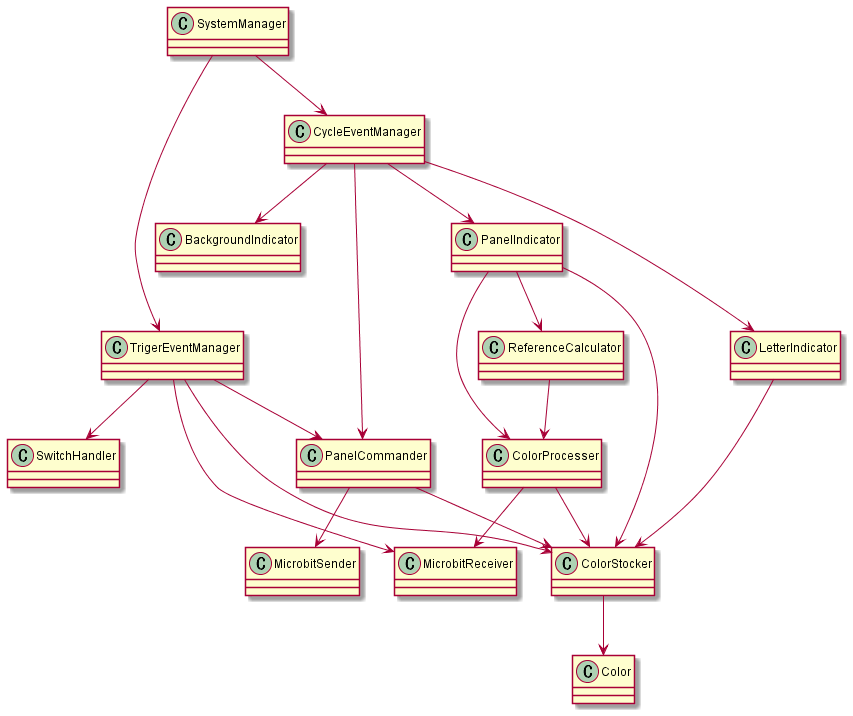 C SystemManager
C CycleEventManager
C BackgroundIndicator
C PanelIndicator
C TrigerEventManager
C ReferenceCalculator
C LetterIndicator
C SwitchHandler
C PanelCommander
C ColorProcesser
C MicrobitSender
C MicrobitReceiver
C ColorStocker
C Color